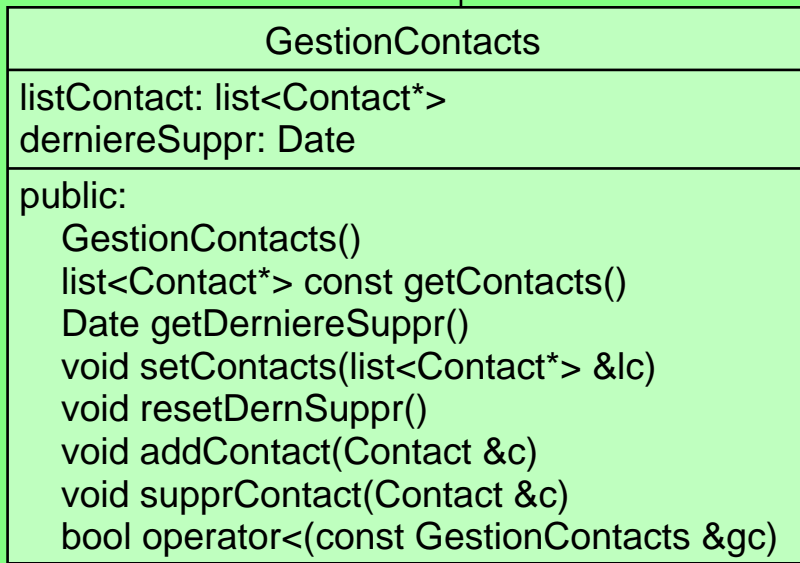 GestionContacts
listContact: list<Contact*>
derniereSuppr: Date
public:
GestionContacts()
list<Contact*> const getContacts()
Date getDerniereSuppr()
void setContacts(list<Contact*> &lc)
void resetDernSuppr()
void addContact(Contact &c)
void supprContact(Contact &c)
bool operator<(const GestionContacts &gc)